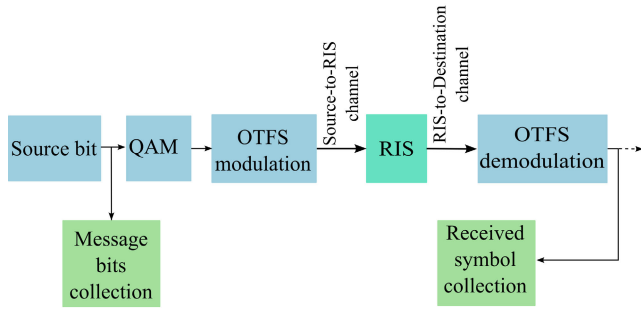 Source-to-RIS
channel
RIS-to-Destination
channel
Source bit
QAM
OTFS
modulation
RIS
OTFS
demodulation
Message
bits
collection
Received
symbol
collection